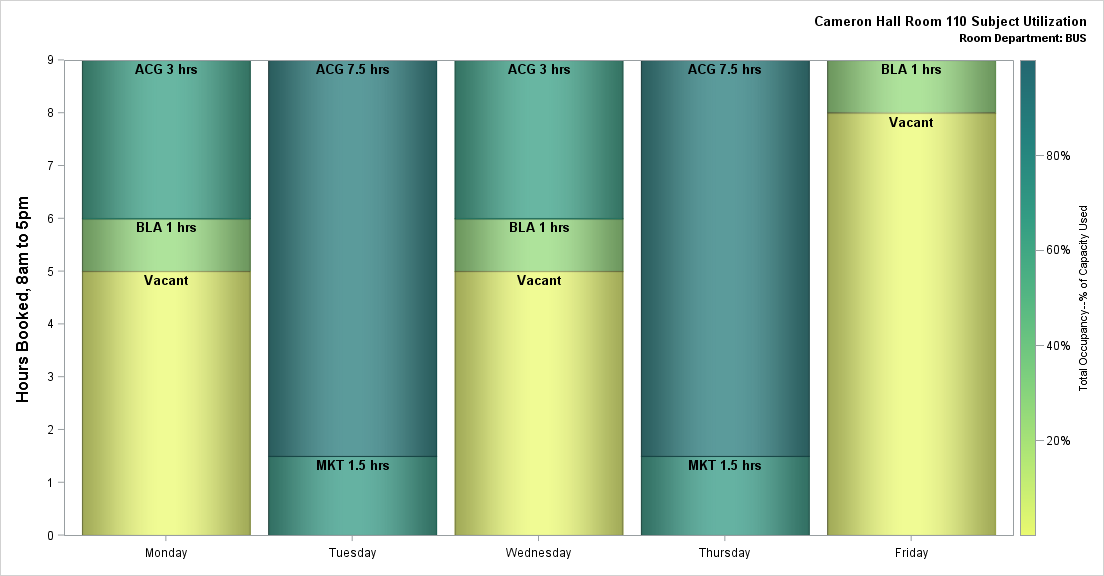 Cameron Hall Room 110 Subject Utilization
Room Department: BUS
Hours Booked, 8am to 5pm
9
8
7
6
5
4
3
2
1
0
ACG 3 hrs
BLA 1 hrs
Vacant
ACG 7.5 hrs
MKT 1.5 hrs
ACG 3 hrs
BLA 1 hrs
Vacant
ACG 7.5 hrs
MKT 1.5 hrs
BLA 1 hrs
Vacant
Monday
Tuesday
Wednesday
Thursday
Friday
80%
60%
40%
20%
Total Occupancy--% of Capacity Used